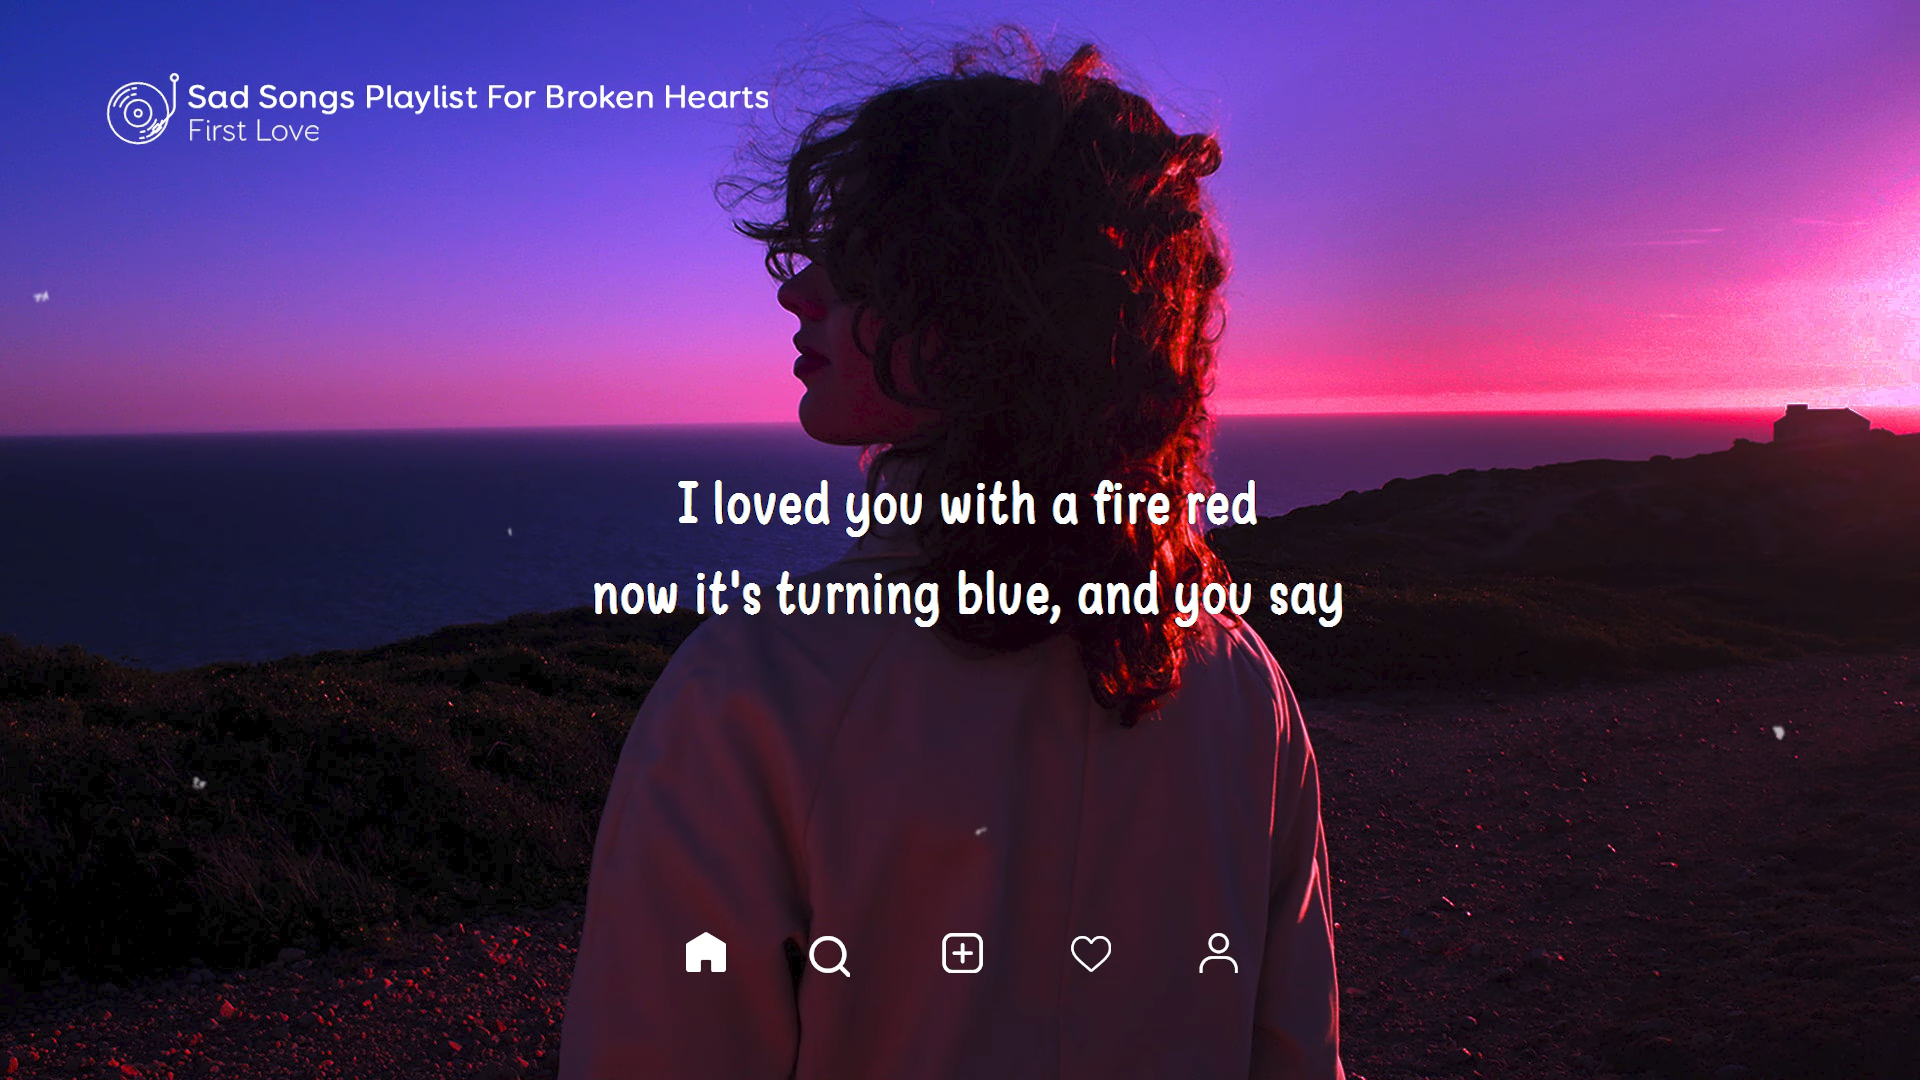 Sad Songs Playlist For Broken Hearts
First Love
I loved you with a fire red
now it's turning blue, and you say